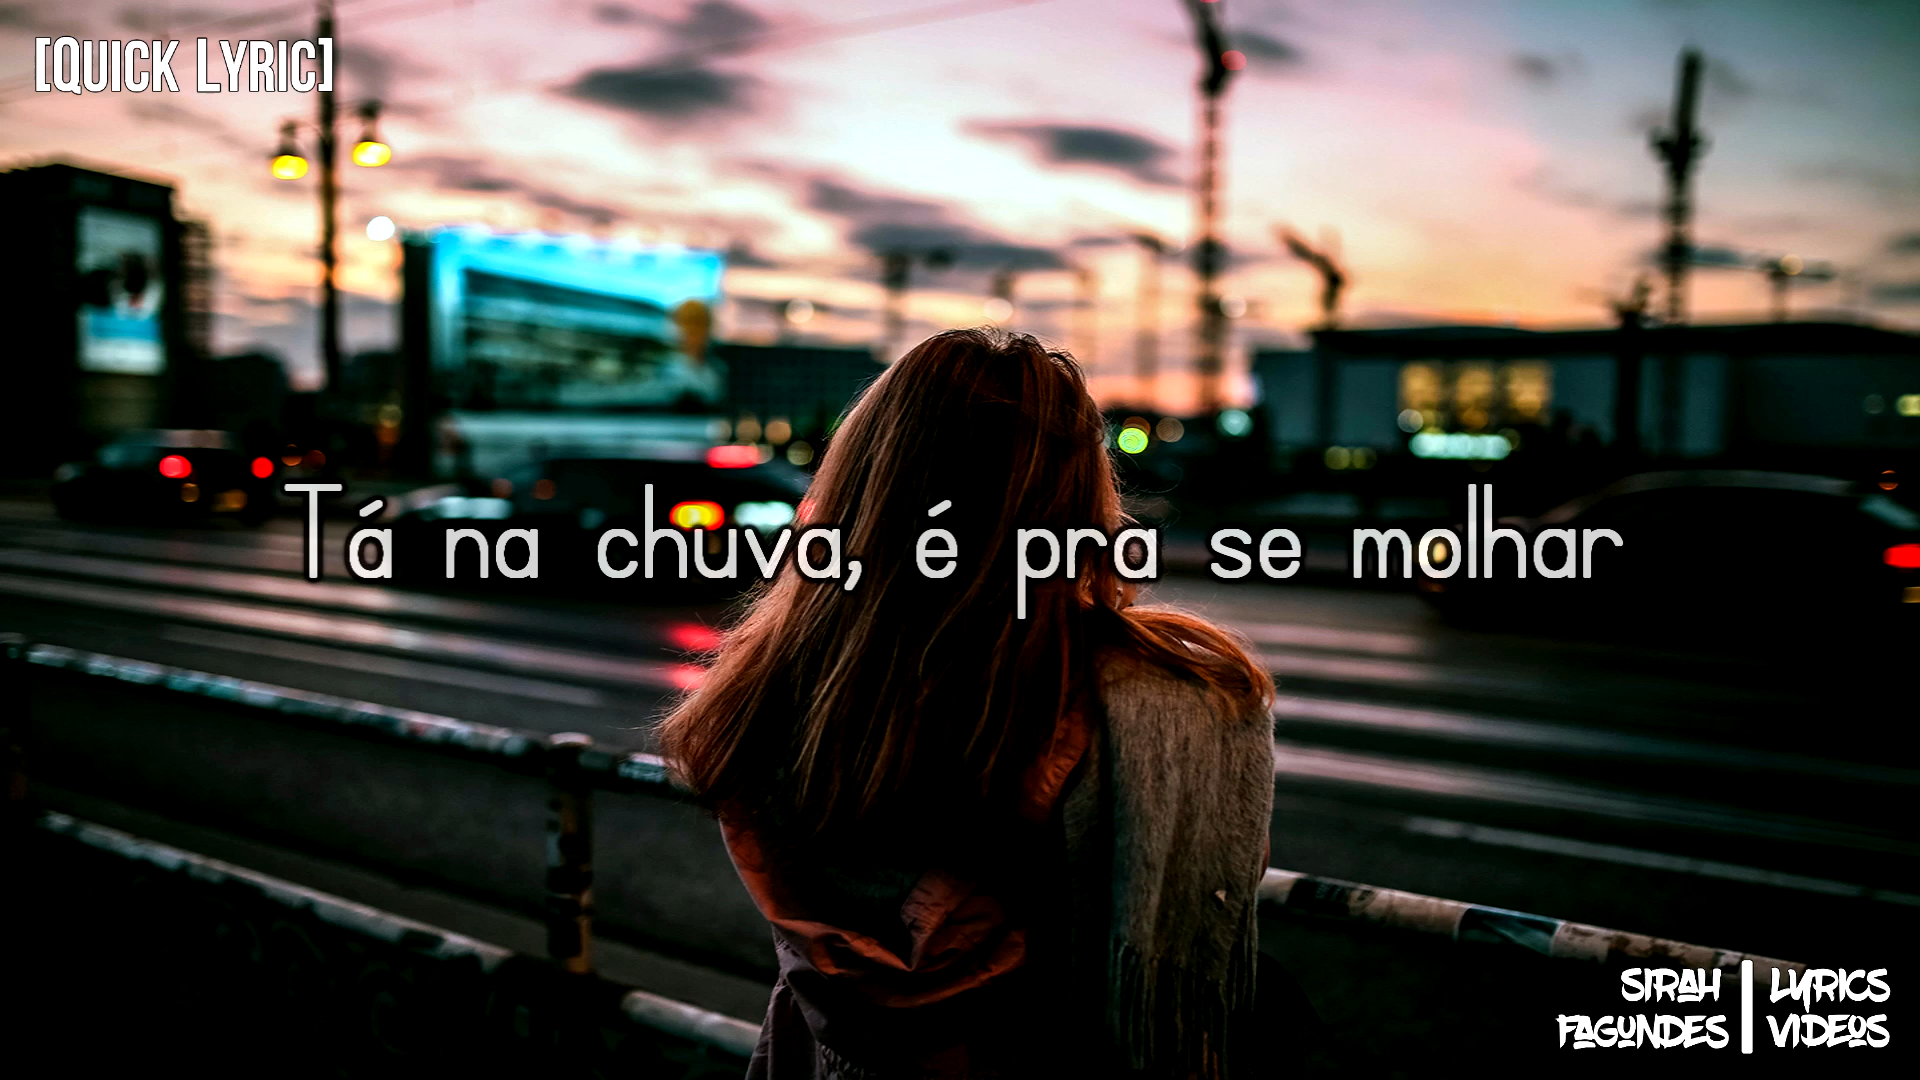 [Quick Lyric]
Tá na chuva, é pra se molhar
SIRAH FAGUNDES | LYRICS VIDEOS